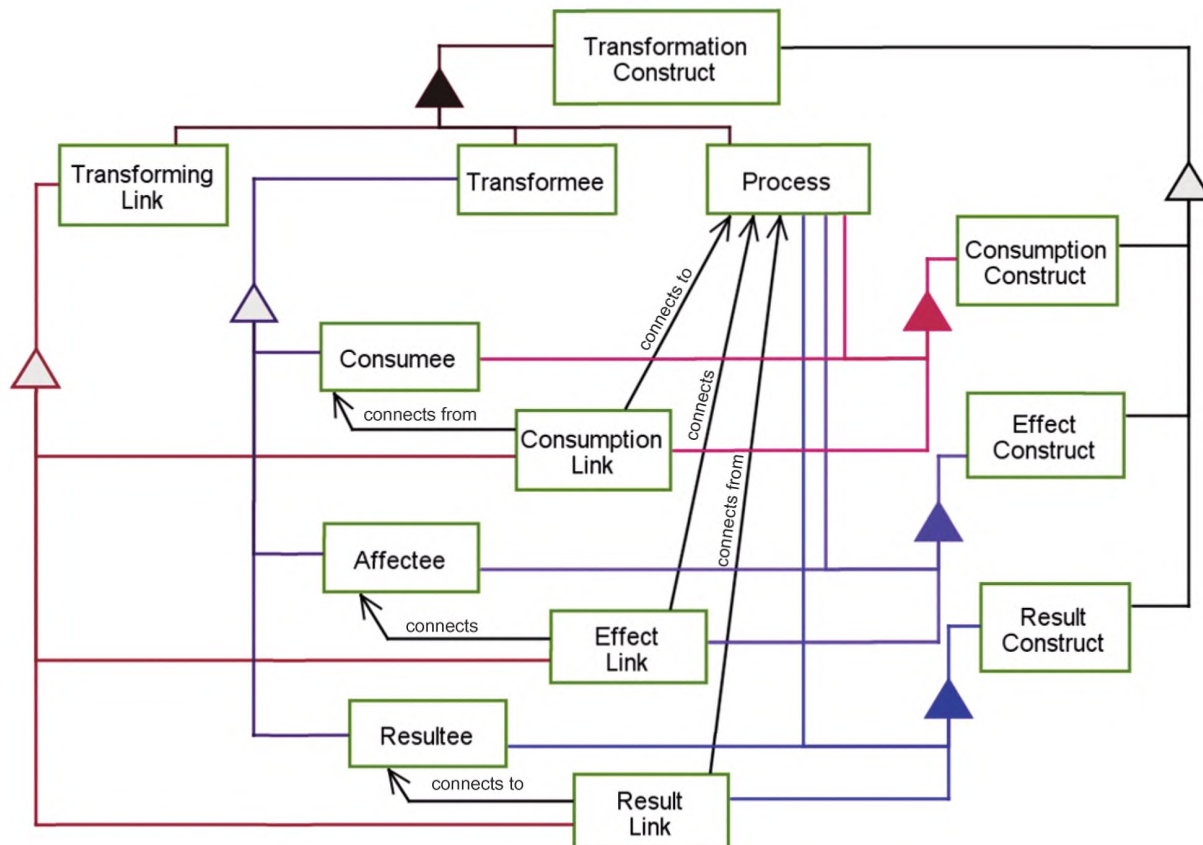 Transformation
Construct
Transforming
Link
Transformee
Process
Consumption
Construct
connects to
Consumee
connects from
Consumption
Link
connects
Effect
Construct
connects from
Affectee
connects
Effect
Link
Result
Construct
Resultee
connects to
Result
Link